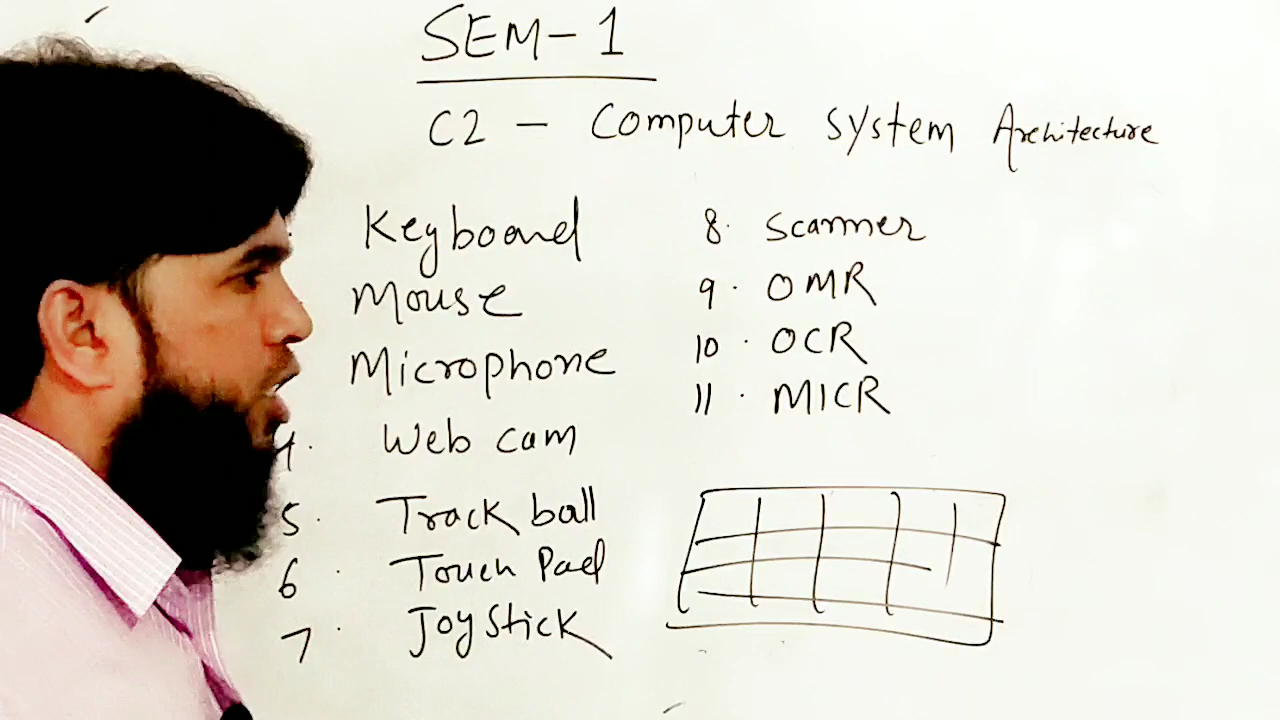 SEM-1
C2 - Computer System Architecture
Keyboard
Mouse
Microphone
4. Web cam
5. Track ball
6. Touch Pad
7. Joy Stick
8. Scanner
9. OMR
10. OCR
11. MICR